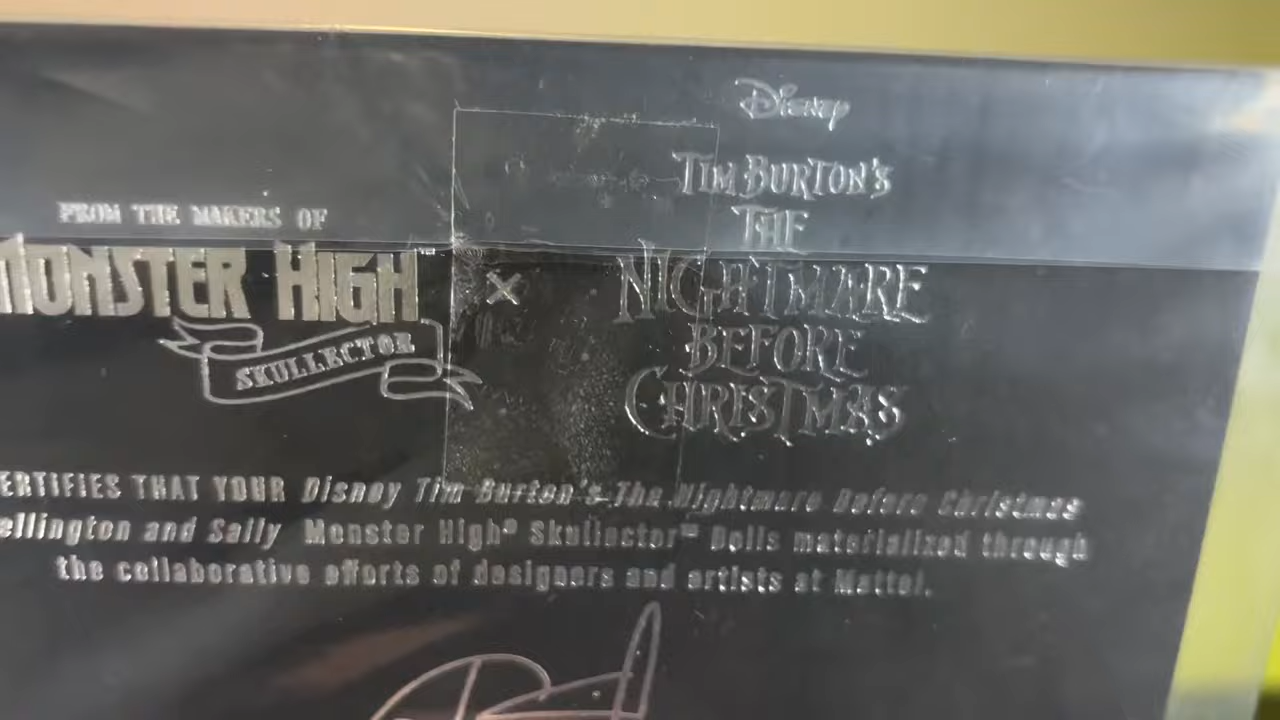 Disney
TIM BURTON'S
THE
NIGHTMARE
BEFORE
CHRISTMAS
FROM THE MAKERS OF
MONSTER HIGH™
SKULLECTOR
×
ERTIFIES THAT YOUR Disney Tim Burton's The Nightmare Before Christmas
ellington and Sally Monster High® Skullector™ Dolls materialized through
the collaborative efforts of designers and artists at Mattel.